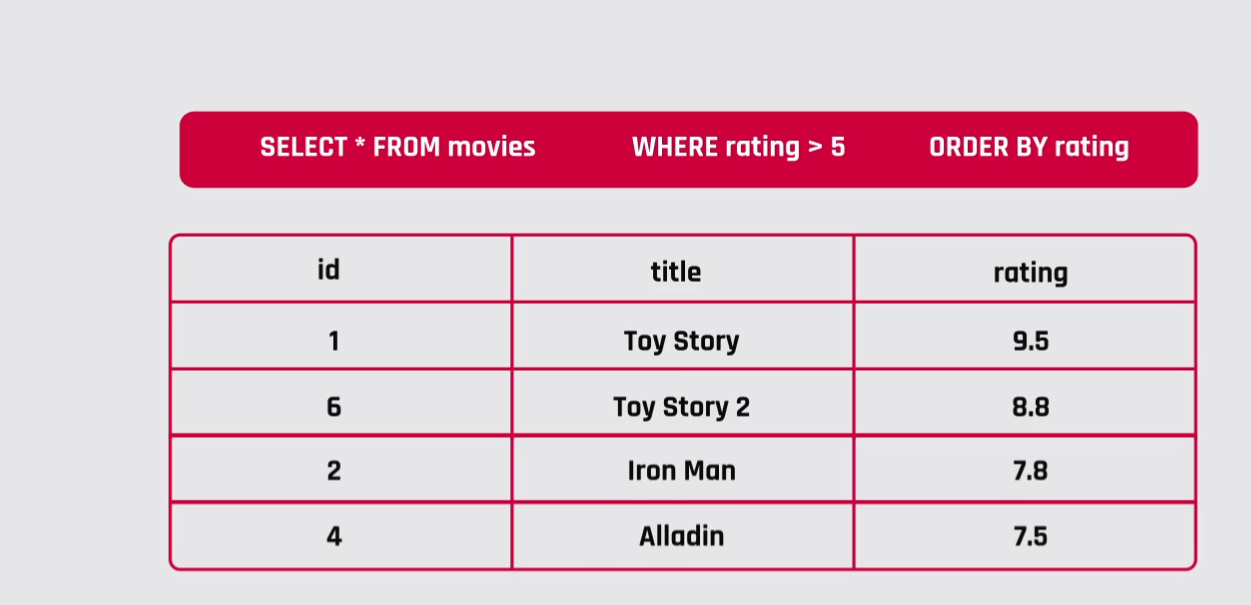 SELECT * FROM movies WHERE rating > 5 ORDER BY rating
id title rating
1 Toy Story 9.5
6 Toy Story 2 8.8
2 Iron Man 7.8
4 Alladin 7.5